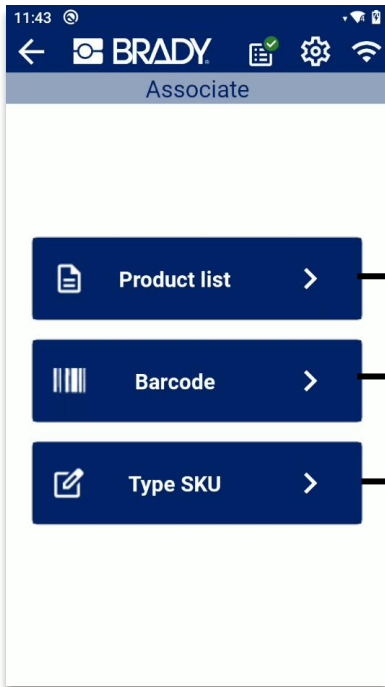 11:43
BRADY.
Associate
Product list
Barcode
Type SKU